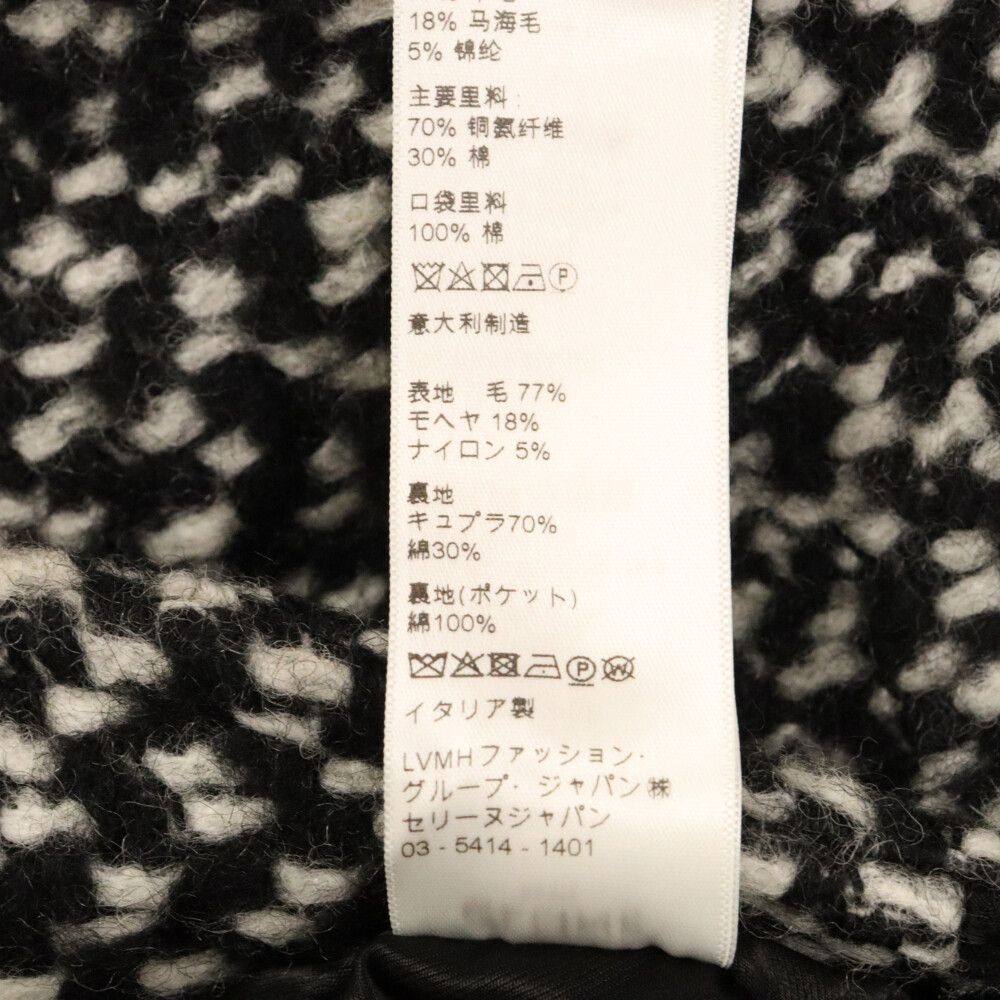 18% 马海毛
5% 锦纶
主要里料:
70% 铜氨纤维
30% 棉
口袋里料
100% 棉
P
意大利制造
表地 毛 77%
モヘヤ 18%
ナイロン 5%
裏地
キュプラ70%
綿30%
裏地(ポケット)
綿100%
P W
イタリア製
LVMHファッション・
グループ・ジャパン㈱
セリーヌジャパン
03 - 5414 - 1401